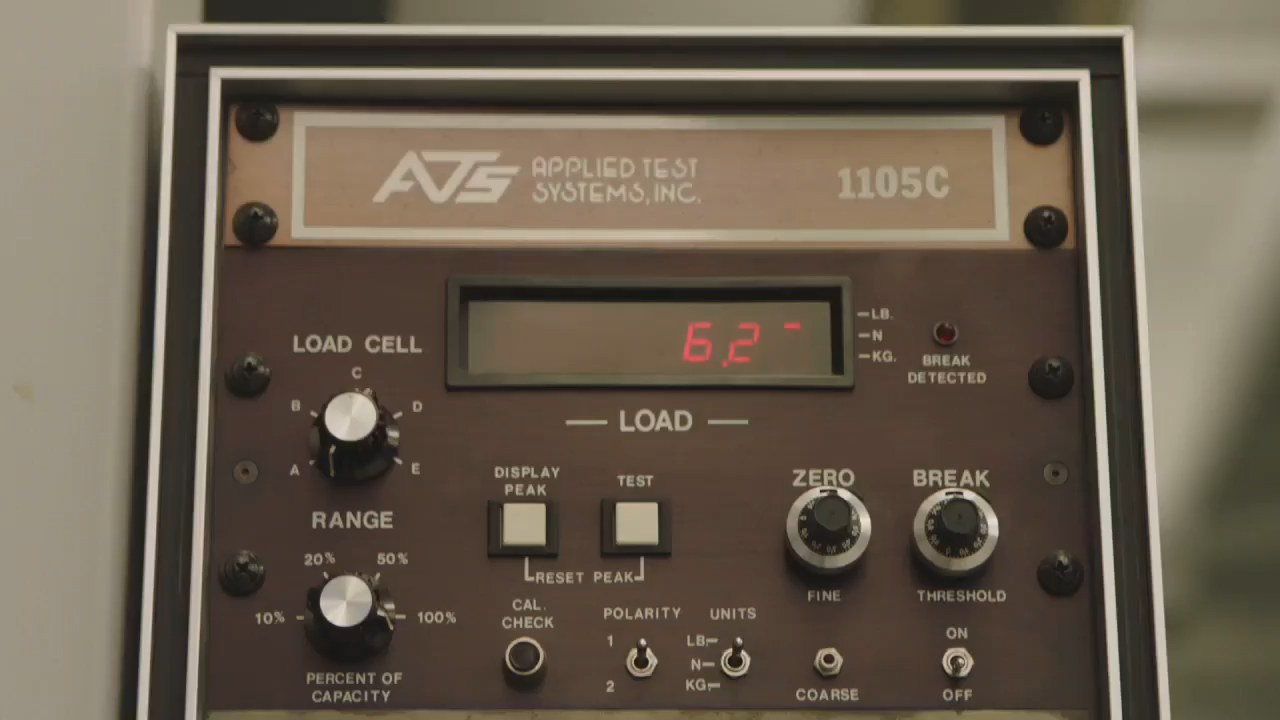 ATS APPLIED TEST
SYSTEMS, INC.
1105C
6.2
LB.
N
KG.
BREAK
DETECTED
LOAD CELL
A
B
C
D
E
LOAD
DISPLAY
PEAK
TEST
RESET PEAK
ZERO
FINE
BREAK
THRESHOLD
RANGE
10%
20%
50%
100%
PERCENT OF
CAPACITY
CAL.
CHECK
POLARITY
1
2
UNITS
LB.
N
KG.
COARSE
ON
OFF